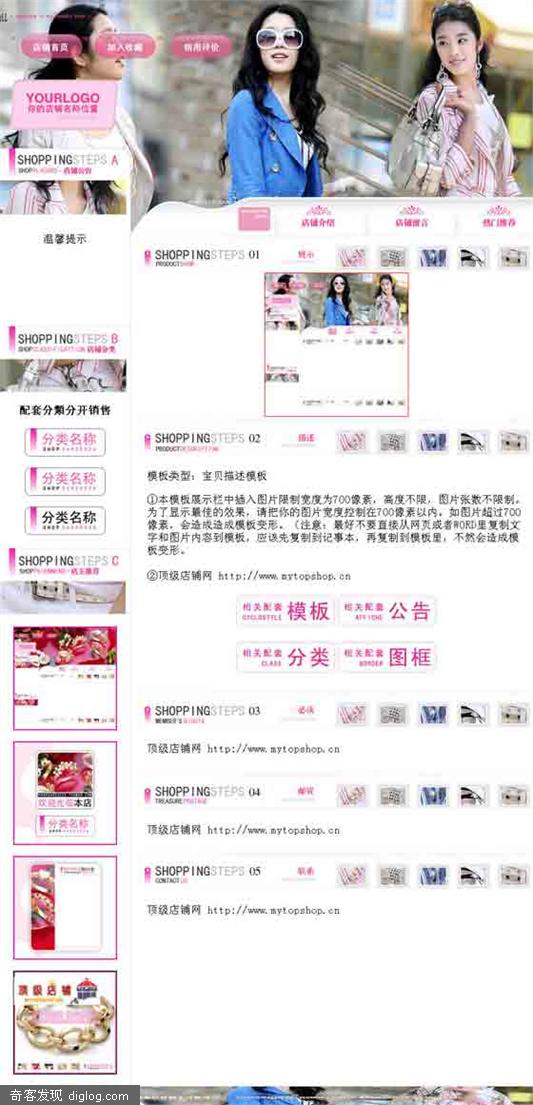 店铺首页 加入收藏 信用评价
YOURLOGO
你的店铺名称位置
SHOPPINGSTEPS A
店铺公告
温馨提示
店铺介绍 店铺留言 热门推荐
SHOPPINGSTEPS 01 展示
PRODUCTSHOW
SHOPPINGSTEPS B
店铺分类
配套分類分开销售
分类名称
分类名称
分类名称
SHOPPINGSTEPS C
店主推荐
SHOPPINGSTEPS 02 描述
模板类型：宝贝描述模板
①本模板展示栏中插入图片限制宽度为700像素，高度不限，图片张数不限制。
为了显示最佳的效果，请把你的图片宽度控制在700像素以内。如图片超过700
像素，会造成造成模板变形。（注意：最好不要直接从网页或者WORD里复制文
字和图片内容到模板，应该先复制到记事本，再复制到模板里，不然会造成模
板变形。
②顶级店铺网 http://www.mytopshop.cn
相关配套 模板 相关配套 公告
CYCLOSTYLE AFFICHE
相关配套 分类 相关配套 图框
CLASS BORDER
SHOPPINGSTEPS 03 必读
顶级店铺网 http://www.mytopshop.cn
SHOPPINGSTEPS 04 邮资
TREASUREPOSTAGE
顶级店铺网 http://www.mytopshop.cn
SHOPPINGSTEPS 05 联系
CONTACT US
顶级店铺网 http://www.mytopshop.cn
欢迎光临本店
分类名称
顶级店铺
奇客发现 diglog.com